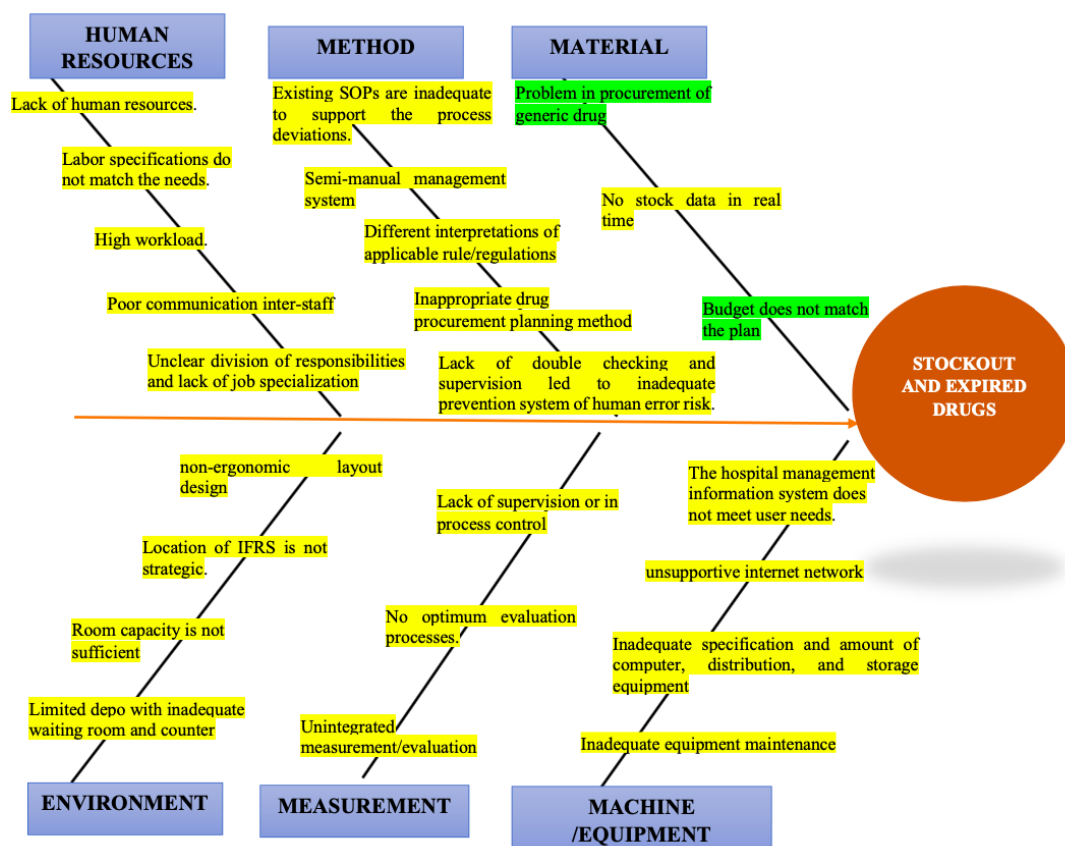 HUMAN
RESOURCES
Lack of human resources.
Labor specifications do
not match the needs.
High workload.
Poor communication inter-staff
Unclear division of responsibilities
and lack of job specialization
METHOD
Existing SOPs are inadequate
to support the process
deviations.
Semi-manual management
system
Different interpretations of
applicable rule/regulations
Inappropriate drug
procurement planning method
Lack of double checking and
supervision led to inadequate
prevention system of human error risk.
MATERIAL
Problem in procurement of
generic drug
No stock data in real
time
Budget does not match
the plan
STOCKOUT
AND EXPIRED
DRUGS
non-ergonomic layout
design
Location of IFRS is not
strategic.
Room capacity is not
sufficient
Limited depo with inadequate
waiting room and counter
ENVIRONMENT
Lack of supervision or in
process control
No optimum evaluation
processes.
Unintegrated
measurement/evaluation
MEASUREMENT
The hospital management
information system does
not meet user needs.
unsupportive internet network
Inadequate specification and amount of
computer, distribution, and storage
equipment
Inadequate equipment maintenance
MACHINE
/EQUIPMENT